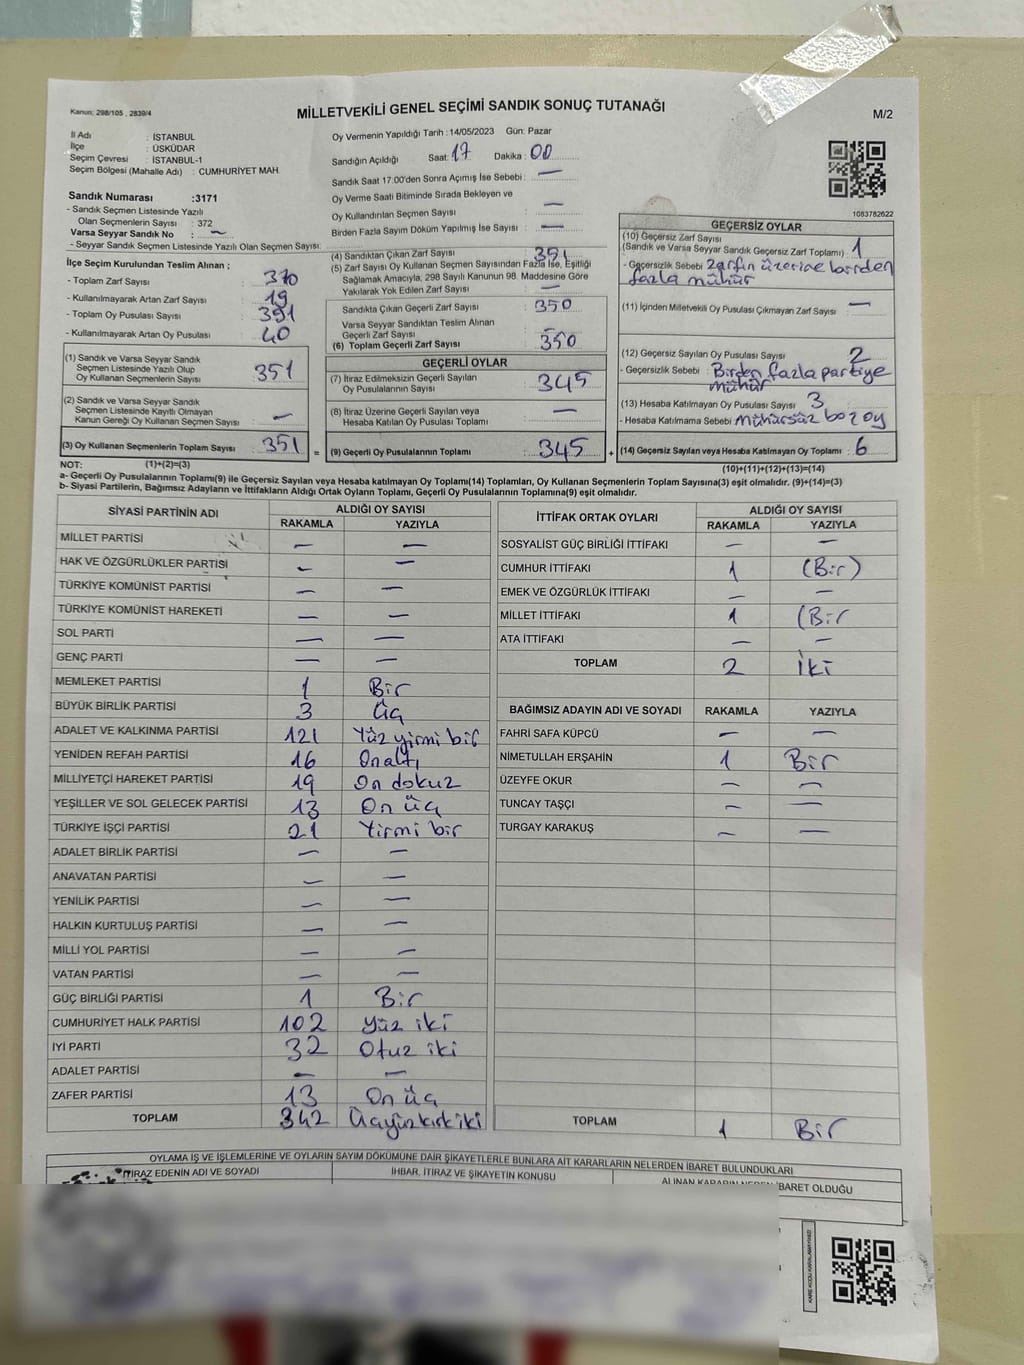 Kanun: 298/105 , 2839/4
MİLLETVEKİLİ GENEL SEÇİMİ SANDIK SONUÇ TUTANAĞI
M/2
İl Adı : İSTANBUL
İlçe : ÜSKÜDAR
Seçim Çevresi : İSTANBUL-1
Seçim Bölgesi (Mahalle Adı) : CUMHURİYET MAH.
Sandık Numarası :3171
- Sandık Seçmen Listesinde Yazılı
Olan Seçmenlerin Sayısı : 372
Varsa Seyyar Sandık No : —
- Seyyar Sandık Seçmen Listesinde Yazılı Olan Seçmen Sayısı:
İlçe Seçim Kurulundan Teslim Alınan ;
- Toplam Zarf Sayısı : 370
- Kullanılmayarak Artan Zarf Sayısı : 19
- Toplam Oy Pusulası Sayısı : 391
- Kullanılmayarak Artan Oy Pusulası : 40
(1) Sandık ve Varsa Seyyar Sandık
Seçmen Listesinde Yazılı Olup
Oy Kullanan Seçmenlerin Sayısı : 351
(2) Sandık ve Varsa Seyyar Sandık
Seçmen Listesinde Kayıtlı Olmayan
Kanun Gereği Oy Kullanan Seçmen Sayısı : —
(3) Oy Kullanan Seçmenlerin Toplam Sayısı : 351
Oy Vermenin Yapıldığı Tarih : 14/05/2023 Gün: Pazar
Sandığın Açıldığı Saat: 17 Dakika : 00
Sandık Saat 17:00'den Sonra Açımış İse Sebebi : —
Oy Verme Saati Bitiminde Sırada Bekleyen ve
Oy Kullandırılan Seçmen Sayısı : —
Birden Fazla Sayım Döküm Yapılmış İse Sayısı : —
(4) Sandıktan Çıkan Zarf Sayısı : 351
(5) Zarf Sayısı Oy Kullanan Seçmen Sayısından Fazla İse, Eşitliği
Sağlamak Amacıyla, 298 Sayılı Kanunun 98. Maddesine Göre
Yakılarak Yok Edilen Zarf Sayısı : —
Sandıkta Çıkan Geçerli Zarf Sayısı : 350
Varsa Seyyar Sandıktan Teslim Alınan
Geçerli Zarf Sayısı :
(6) Toplam Geçerli Zarf Sayısı : 350
GEÇERLİ OYLAR
(7) İtiraz Edilmeksizin Geçerli Sayılan
Oy Pusulalarının Sayısı : 345
(8) İtiraz Üzerine Geçerli Sayılan veya
Hesaba Katılan Oy Pusulası Toplamı : —
= (9) Geçerli Oy Pusulalarının Toplamı : 345
1083782622
GEÇERSİZ OYLAR
(10) Geçersiz Zarf Sayısı
(Sandık ve Varsa Seyyar Sandık Geçersiz Zarf Toplamı) : 1
- Geçersizlik Sebebi : Zarfın üzerine birden
fazla mühür
(11) İçinden Milletvekili Oy Pusulası Çıkmayan Zarf Sayısı : —
(12) Geçersiz Sayılan Oy Pusulası Sayısı : 2
- Geçersizlik Sebebi : Birden fazla partiye
mühür
(13) Hesaba Katılmayan Oy Pusulası Sayısı : 3
- Hesaba Katılmama Sebebi : Mühürsüz boş oy
+ (14) Geçersiz Sayılan veya Hesaba Katılmayan Oy Toplamı : 6
NOT: (1)+(2)=(3)
(10)+(11)+(12)+(13)=(14)
a- Geçerli Oy Pusulalarının Toplamı(9) ile Geçersiz Sayılan veya Hesaba katılmayan Oy Toplamı(14) Toplamları, Oy Kullanan Seçmenlerin Toplam Sayısına(3) eşit olmalıdır. (9)+(14)=(3)
b- Siyasi Partilerin, Bağımsız Adayların ve İttifakların Aldığı Ortak Oyların Toplamı, Geçerli Oy Pusulalarının Toplamına(9) eşit olmalıdır.
SİYASİ PARTİNİN ADI ALDIĞI OY SAYISI
RAKAMLA YAZIYLA
MİLLET PARTİSİ — —
HAK VE ÖZGÜRLÜKLER PARTİSİ — —
TÜRKİYE KOMÜNİST PARTİSİ — —
TÜRKİYE KOMÜNİST HAREKETİ — —
SOL PARTİ — —
GENÇ PARTİ — —
MEMLEKET PARTİSİ 1 Bir
BÜYÜK BİRLİK PARTİSİ 3 Üç
ADALET VE KALKINMA PARTİSİ 121 Yüz yirmi bir
YENİDEN REFAH PARTİSİ 16 Onaltı
MİLLİYETÇİ HAREKET PARTİSİ 19 On dokuz
YEŞİLLER VE SOL GELECEK PARTİSİ 13 On üç
TÜRKİYE İŞÇİ PARTİSİ 21 Yirmi bir
ADALET BİRLİK PARTİSİ — —
ANAVATAN PARTİSİ — —
YENİLİK PARTİSİ — —
HALKIN KURTULUŞ PARTİSİ — —
MİLLİ YOL PARTİSİ — —
VATAN PARTİSİ — —
GÜÇ BİRLİĞİ PARTİSİ 1 Bir
CUMHURİYET HALK PARTİSİ 102 Yüz iki
İYİ PARTİ 32 Otuz iki
ADALET PARTİSİ — —
ZAFER PARTİSİ 13 On üç
TOPLAM 342 Üçyüzkırkiki
İTTİFAK ORTAK OYLARI ALDIĞI OY SAYISI
RAKAMLA YAZIYLA
SOSYALİST GÜÇ BİRLİĞİ İTTİFAKI — —
CUMHUR İTTİFAKI 1 (Bir)
EMEK VE ÖZGÜRLÜK İTTİFAKI — —
MİLLET İTTİFAKI 1 (Bir
ATA İTTİFAKI — —
TOPLAM 2 İki
BAĞIMSIZ ADAYIN ADI VE SOYADI RAKAMLA YAZIYLA
FAHRİ SAFA KÜPCÜ — —
NİMETULLAH ERŞAHİN 1 Bir
ÜZEYFE OKUR — —
TUNCAY TAŞÇI — —
TURGAY KARAKUŞ — —
TOPLAM 1 Bir
OYLAMA İŞ VE İŞLEMLERİNE VE OYLARIN SAYIM DÖKÜMÜNE DAİR ŞİKAYETLERLE BUNLARA AİT KARARLARIN NELERDEN İBARET BULUNDUKLARI
İTİRAZ EDENİN ADI VE SOYADI İHBAR, İTİRAZ VE ŞİKAYETİN KONUSU ALINAN KARARIN NEDEN İBARET OLDUĞU
KARE KODU KARALAMAYINIZ!